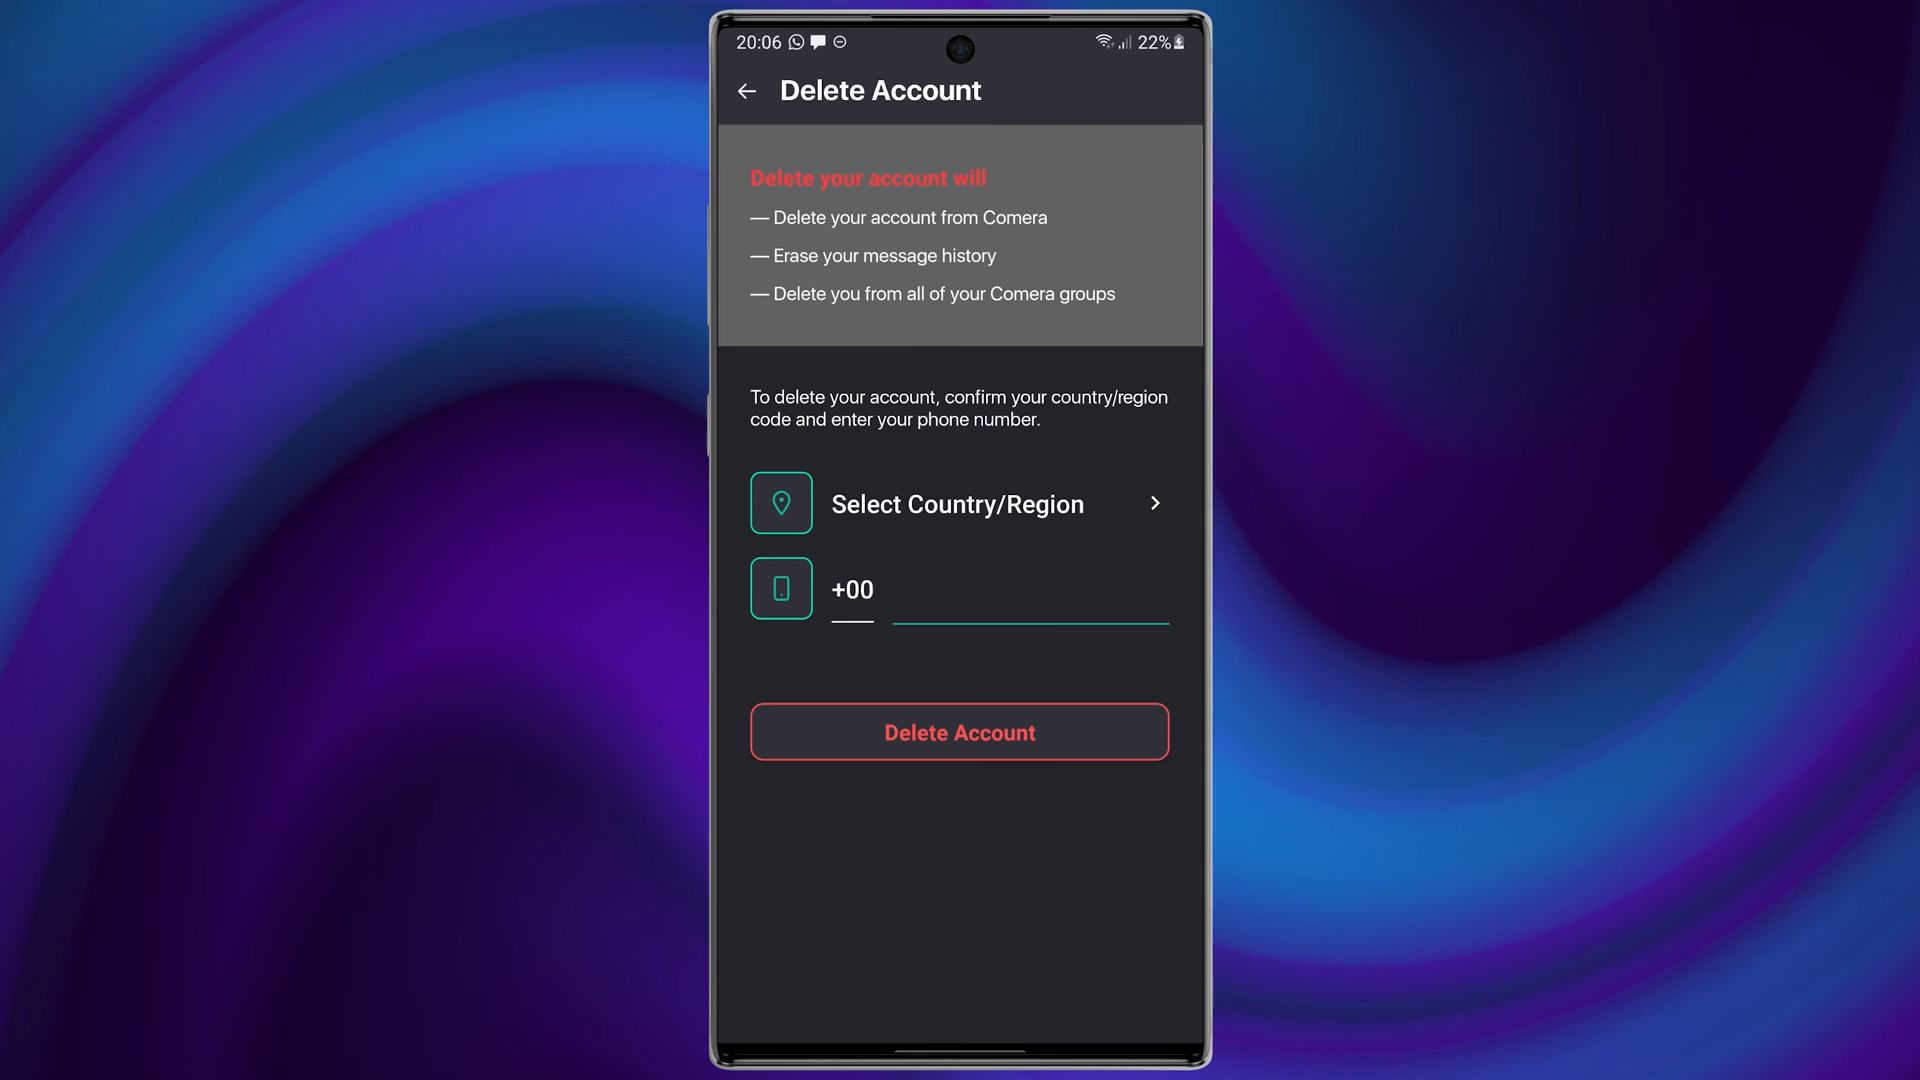 20:06 22%
Delete Account
Delete your account will
— Delete your account from Comera
— Erase your message history
— Delete you from all of your Comera groups
To delete your account, confirm your country/region
code and enter your phone number.
Select Country/Region
+00
Delete Account